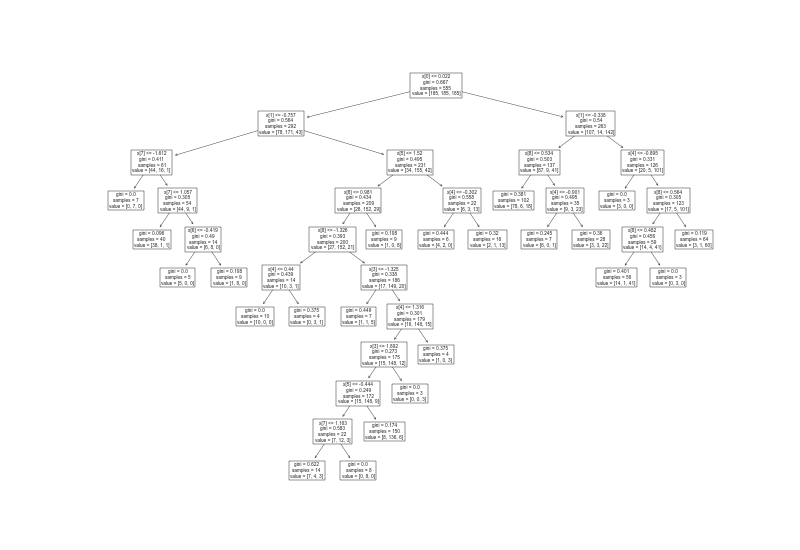 x[0] <= 0.022
gini = 0.667
samples = 555
value = [185, 185, 185]
x[1] <= -0.757
gini = 0.564
samples = 292
value = [78, 171, 43]
x[1] <= -0.338
gini = 0.54
samples = 263
value = [107, 14, 142]
x[7] <= -1.612
gini = 0.411
samples = 61
value = [44, 16, 1]
x[5] <= 1.52
gini = 0.495
samples = 231
value = [34, 155, 42]
x[8] <= 0.534
gini = 0.503
samples = 137
value = [87, 9, 41]
x[4] <= -0.895
gini = 0.331
samples = 126
value = [20, 5, 101]
gini = 0.0
samples = 7
value = [0, 7, 0]
x[7] <= 1.057
gini = 0.305
samples = 54
value = [44, 9, 1]
x[6] <= 0.981
gini = 0.434
samples = 209
value = [28, 152, 29]
x[4] <= -0.302
gini = 0.558
samples = 22
value = [6, 3, 13]
gini = 0.381
samples = 102
value = [78, 6, 18]
x[4] <= -0.901
gini = 0.495
samples = 35
value = [9, 3, 23]
gini = 0.0
samples = 3
value = [3, 0, 0]
x[8] <= 0.564
gini = 0.305
samples = 123
value = [17, 5, 101]
gini = 0.098
samples = 40
value = [38, 1, 1]
x[6] <= -0.419
gini = 0.49
samples = 14
value = [6, 8, 0]
x[8] <= -1.326
gini = 0.393
samples = 200
value = [27, 152, 21]
gini = 0.198
samples = 9
value = [1, 0, 8]
gini = 0.444
samples = 6
value = [4, 2, 0]
gini = 0.32
samples = 16
value = [2, 1, 13]
gini = 0.245
samples = 7
value = [6, 0, 1]
gini = 0.36
samples = 28
value = [3, 3, 22]
x[8] <= 0.482
gini = 0.456
samples = 59
value = [14, 4, 41]
gini = 0.119
samples = 64
value = [3, 1, 60]
gini = 0.0
samples = 5
value = [5, 0, 0]
gini = 0.198
samples = 9
value = [1, 8, 0]
x[4] <= 0.44
gini = 0.439
samples = 14
value = [10, 3, 1]
x[3] <= -1.325
gini = 0.338
samples = 186
value = [17, 149, 20]
gini = 0.401
samples = 56
value = [14, 1, 41]
gini = 0.0
samples = 3
value = [0, 3, 0]
gini = 0.0
samples = 10
value = [10, 0, 0]
gini = 0.375
samples = 4
value = [0, 3, 1]
gini = 0.449
samples = 7
value = [1, 1, 5]
x[4] <= 1.316
gini = 0.301
samples = 179
value = [16, 148, 15]
x[3] <= 1.892
gini = 0.273
samples = 175
value = [15, 148, 12]
gini = 0.375
samples = 4
value = [1, 0, 3]
x[5] <= -0.444
gini = 0.249
samples = 172
value = [15, 148, 9]
gini = 0.0
samples = 3
value = [0, 0, 3]
x[7] <= 1.163
gini = 0.583
samples = 22
value = [7, 12, 3]
gini = 0.174
samples = 150
value = [8, 136, 6]
gini = 0.622
samples = 14
value = [7, 4, 3]
gini = 0.0
samples = 8
value = [0, 8, 0]